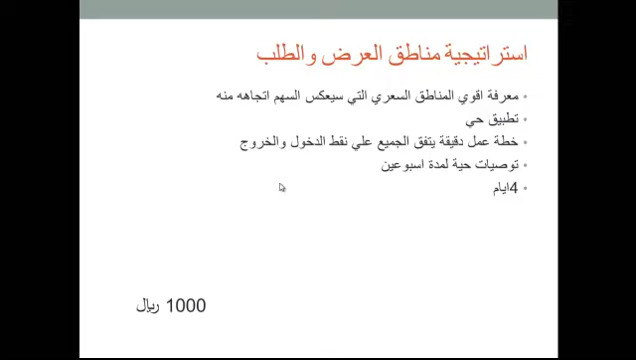 استراتيجية مناطق العرض والطلب
معرفة اقوي المناطق السعري التي سيعكس السهم اتجاهه منه
تطبيق حي
خطة عمل دقيقة يتفق الجميع علي نقط الدخول والخروج
توصيات حية لمدة اسبوعين
4ايام
1000 ريال